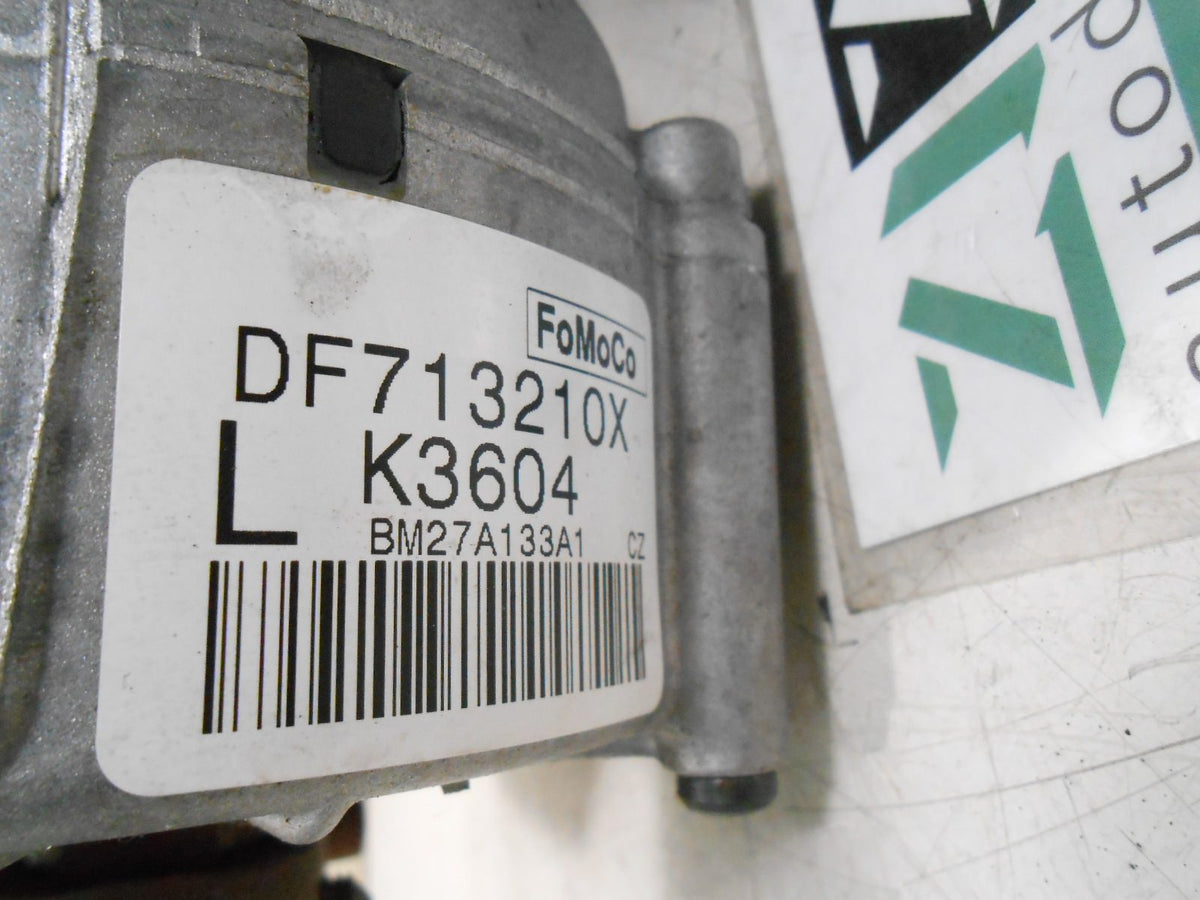 FoMoCo
DF713210X
L K3604
BM27A133A1 CZ